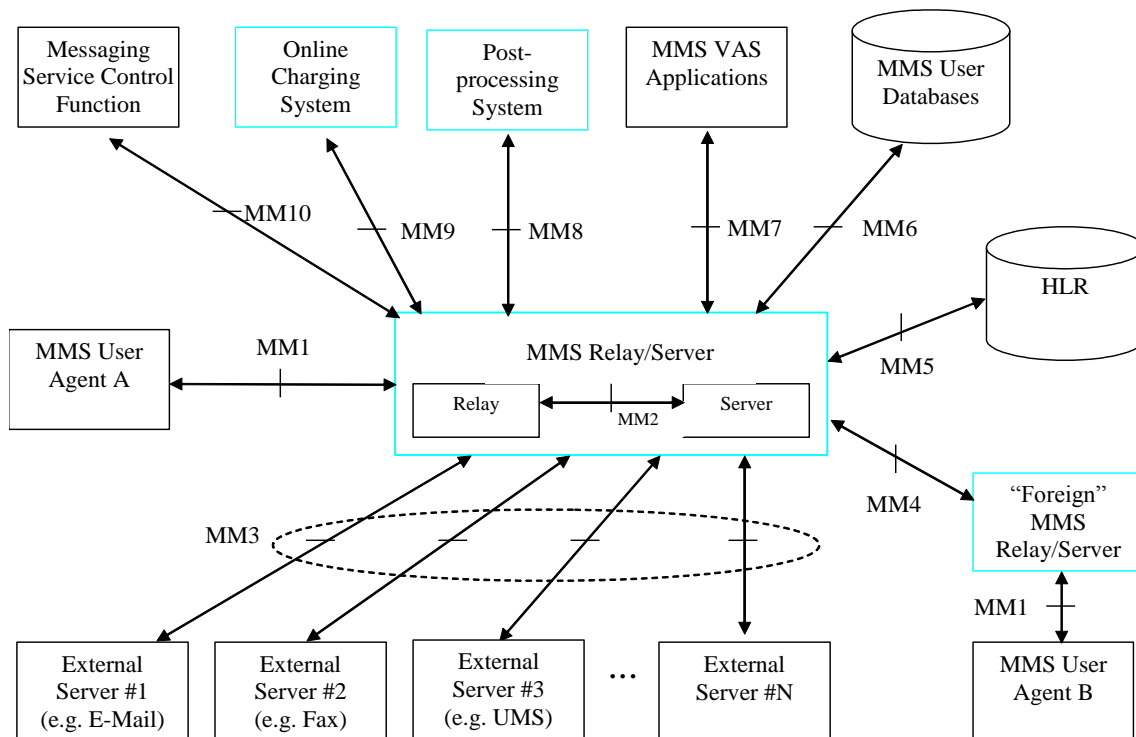 Messaging
Service Control
Function
Online
Charging
System
Post-
processing
System
MMS VAS
Applications
MMS User
Databases
MM10
MM9
MM8
MM7
MM6
HLR
MMS User
Agent A
MM1
MMS Relay/Server
MM5
Relay
MM2
Server
MM4
“Foreign”
MMS
Relay/Server
MM3
MM1
External
Server #1
(e.g. E-Mail)
External
Server #2
(e.g. Fax)
External
Server #3
(e.g. UMS)
...
External
Server #N
MMS User
Agent B